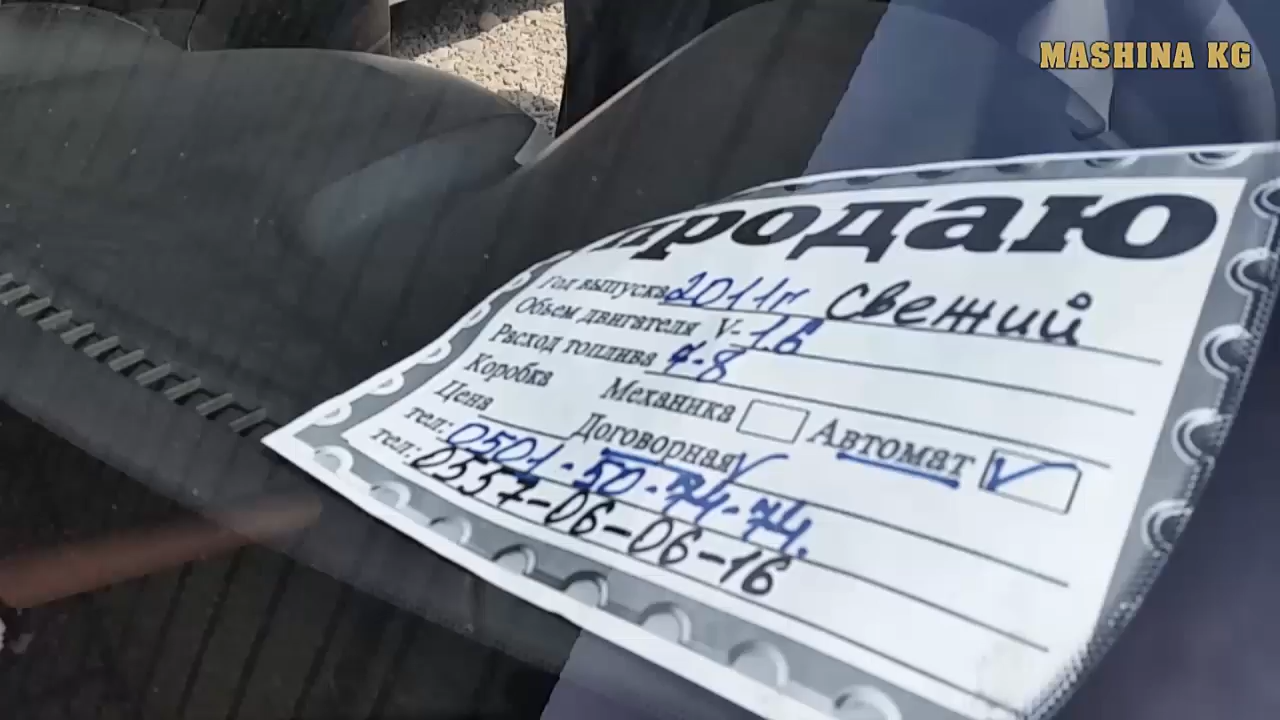 MASHINA KG
Продаю
Год выпуска 2011г свежий
Объем двигателя V-1.6
Расход топлива 7-8
Коробка Механика Автомат ✓
Цена Договорная ✓
тел: 0501-50-74-74.
тел: 0557-06-06-16